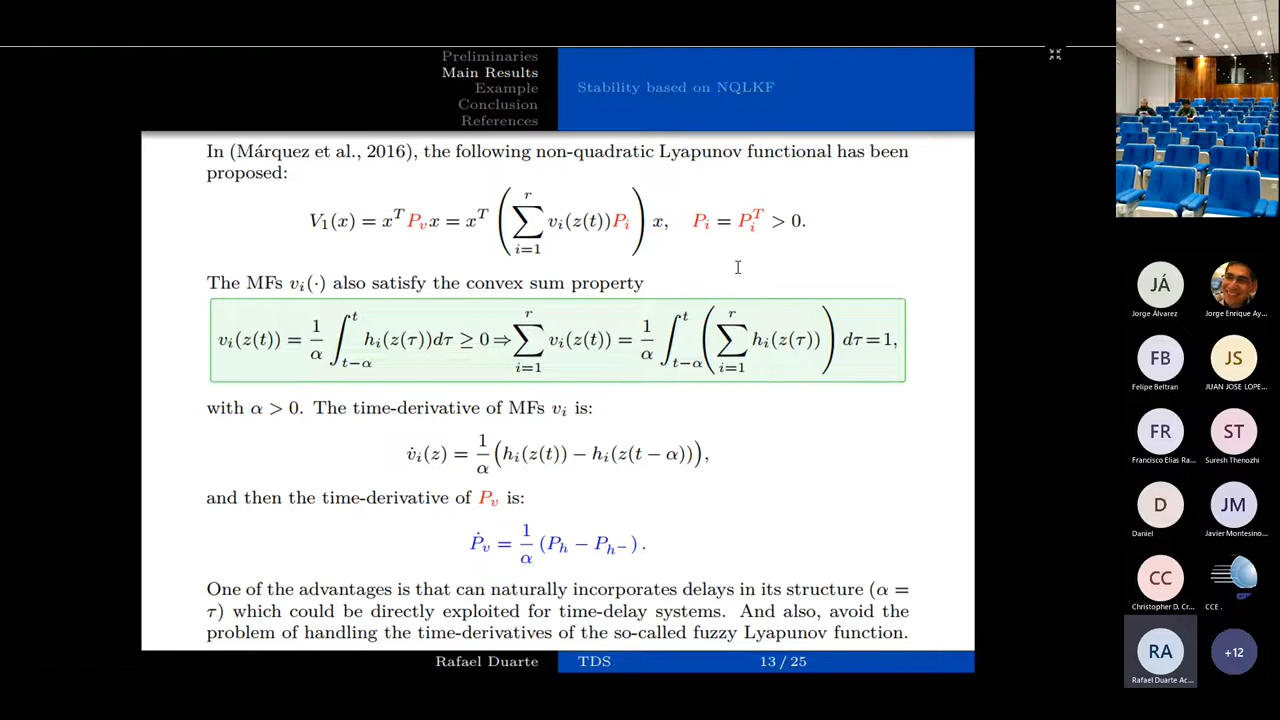 Preliminaries
Main Results
Example
Conclusion
References
Stability based on NQLKF
In (Márquez et al., 2016), the following non-quadratic Lyapunov functional has been
proposed:
V₁(x) = xᵀPᵥx = xᵀ (∑ᵢ₌₁ʳ vᵢ(z(t))Pᵢ) x, Pᵢ = Pᵢᵀ > 0.
The MFs vᵢ(·) also satisfy the convex sum property
vᵢ(z(t)) = 1/α ∫ₜ₋αᵗ hᵢ(z(τ))dτ ≥ 0 ⇒ ∑ᵢ₌₁ʳ vᵢ(z(t)) = 1/α ∫ₜ₋αᵗ (∑ᵢ₌₁ʳ hᵢ(z(τ))) dτ = 1,
with α > 0. The time-derivative of MFs vᵢ is:
v̇ᵢ(z) = 1/α (hᵢ(z(t)) − hᵢ(z(t − α))),
and then the time-derivative of Pᵥ is:
Ṗᵥ = 1/α (Pₕ − Pₕ₋) .
One of the advantages is that can naturally incorporates delays in its structure (α =
τ) which could be directly exploited for time-delay systems. And also, avoid the
problem of handling the time-derivatives of the so-called fuzzy Lyapunov function.
Rafael Duarte TDS 13 / 25
JÁ
Jorge Álvarez
Jorge Enrique Ay...
FB
Felipe Beltran
JS
JUAN JOSE LOPE...
FR
Francisco Elías Ra...
ST
Suresh Thenozhi
D
Daniel
JM
Javier Montesino...
CC
Christopher D. Cr...
CCE .
RA
Rafael Duarte Ac...
+12